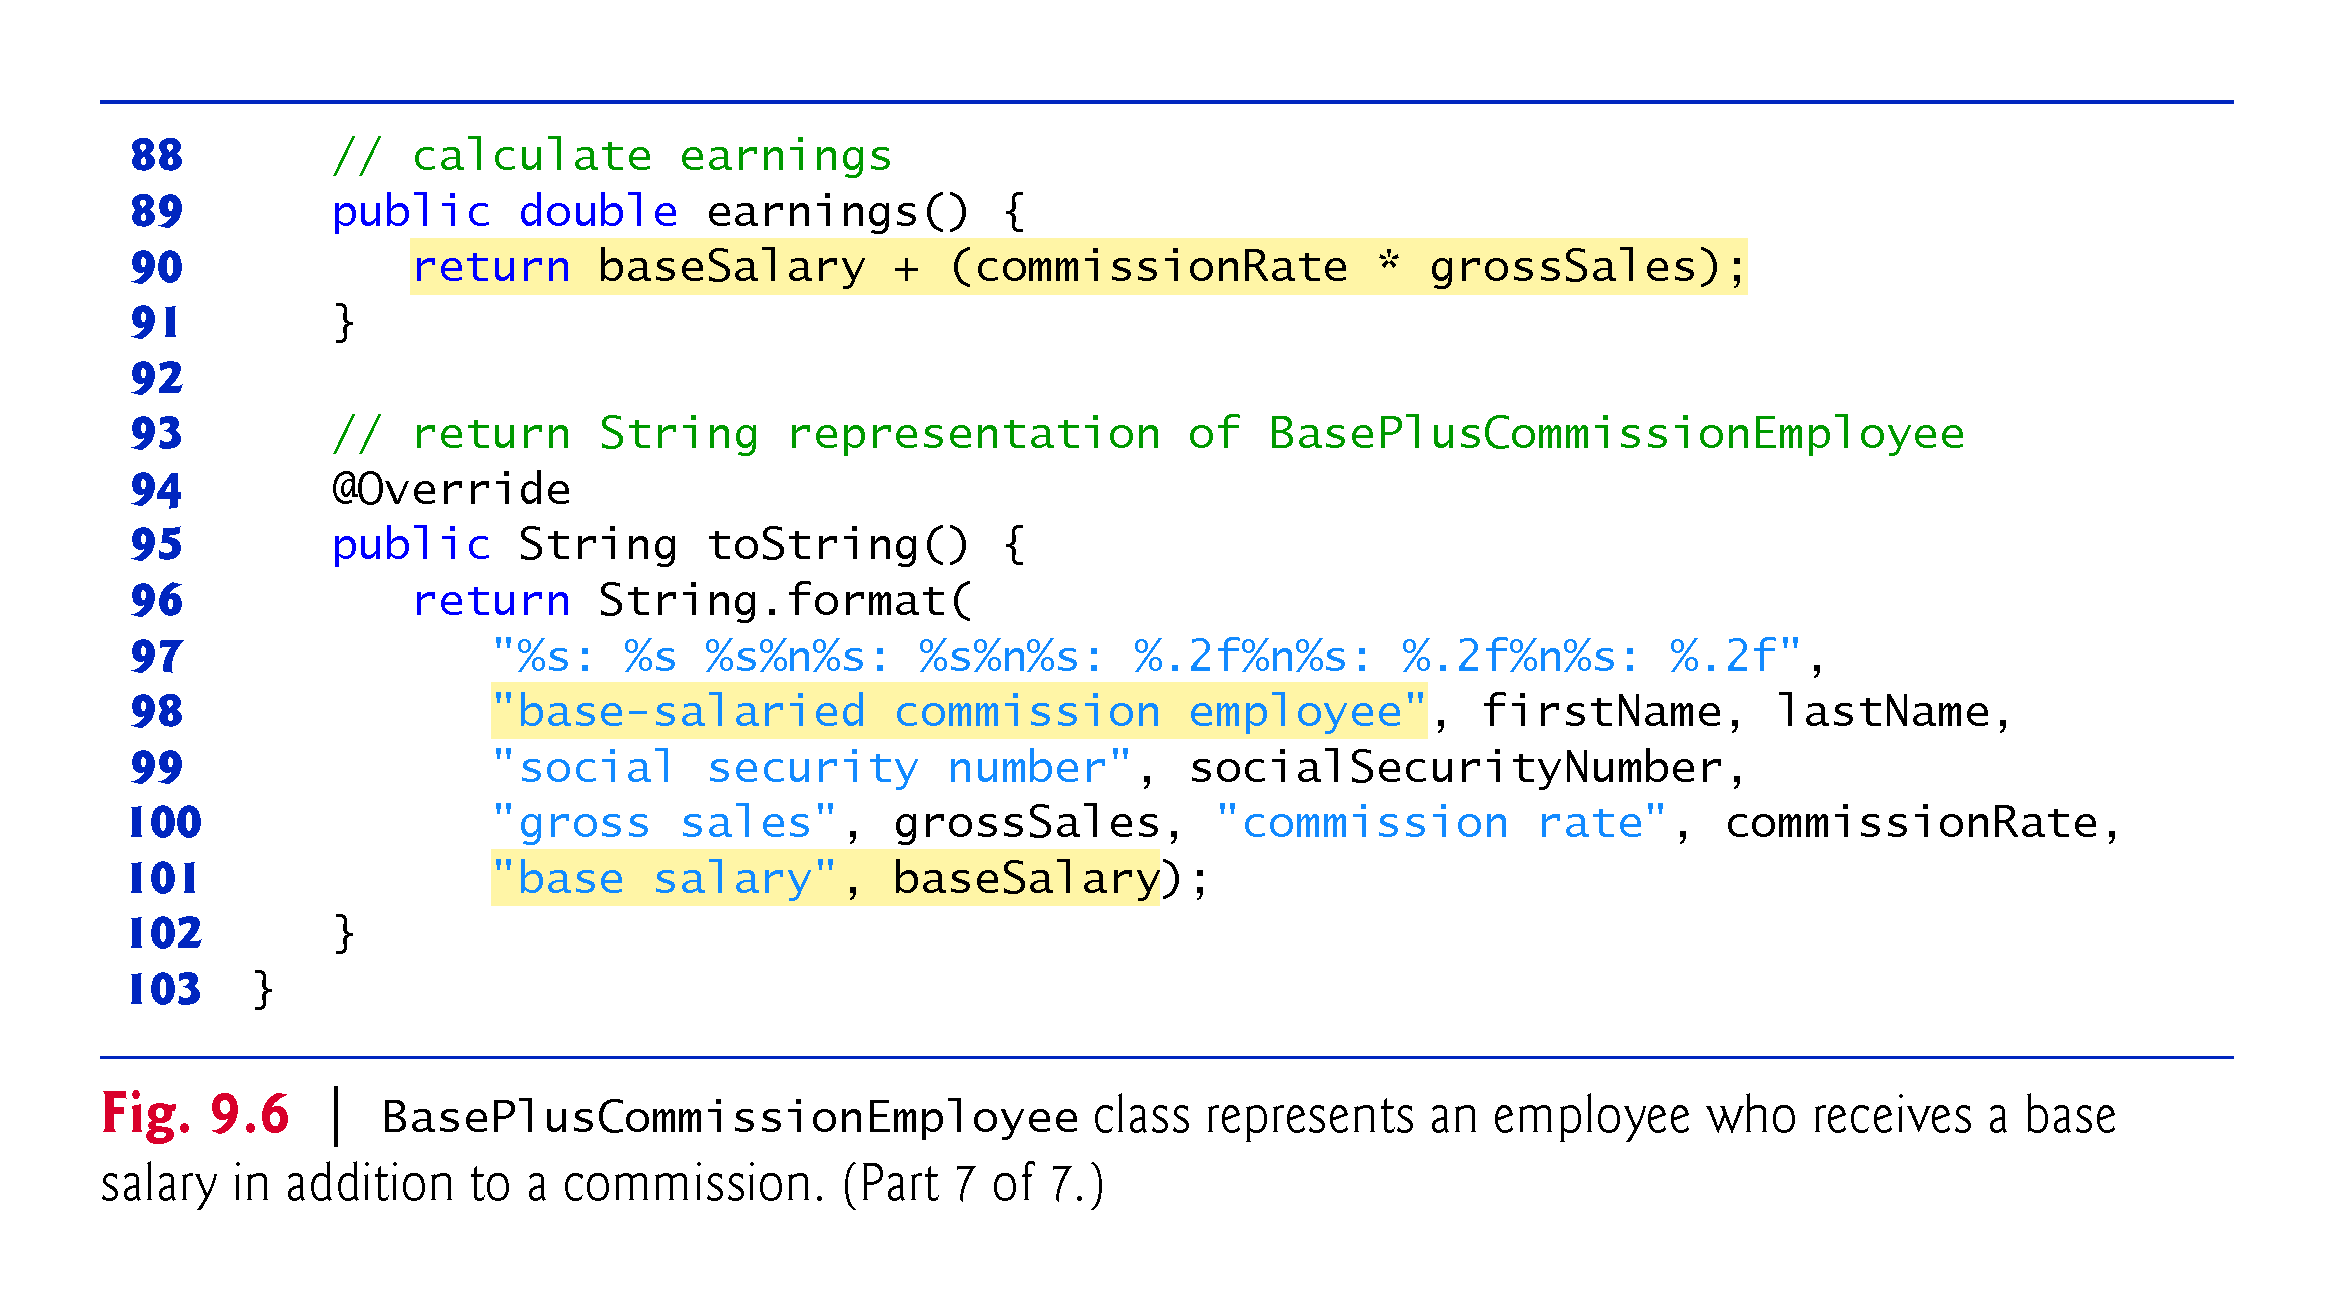 88 // calculate earnings
89 public double earnings() {
90 return baseSalary + (commissionRate * grossSales);
91 }
92
93 // return String representation of BasePlusCommissionEmployee
94 @Override
95 public String toString() {
96 return String.format(
97 "%s: %s %s%n%s: %s%n%s: %.2f%n%s: %.2f%n%s: %.2f",
98 "base-salaried commission employee", firstName, lastName,
99 "social security number", socialSecurityNumber,
100 "gross sales", grossSales, "commission rate", commissionRate,
101 "base salary", baseSalary);
102 }
103 }
Fig. 9.6 | BasePlusCommissionEmployee class represents an employee who receives a base
salary in addition to a commission. (Part 7 of 7.)